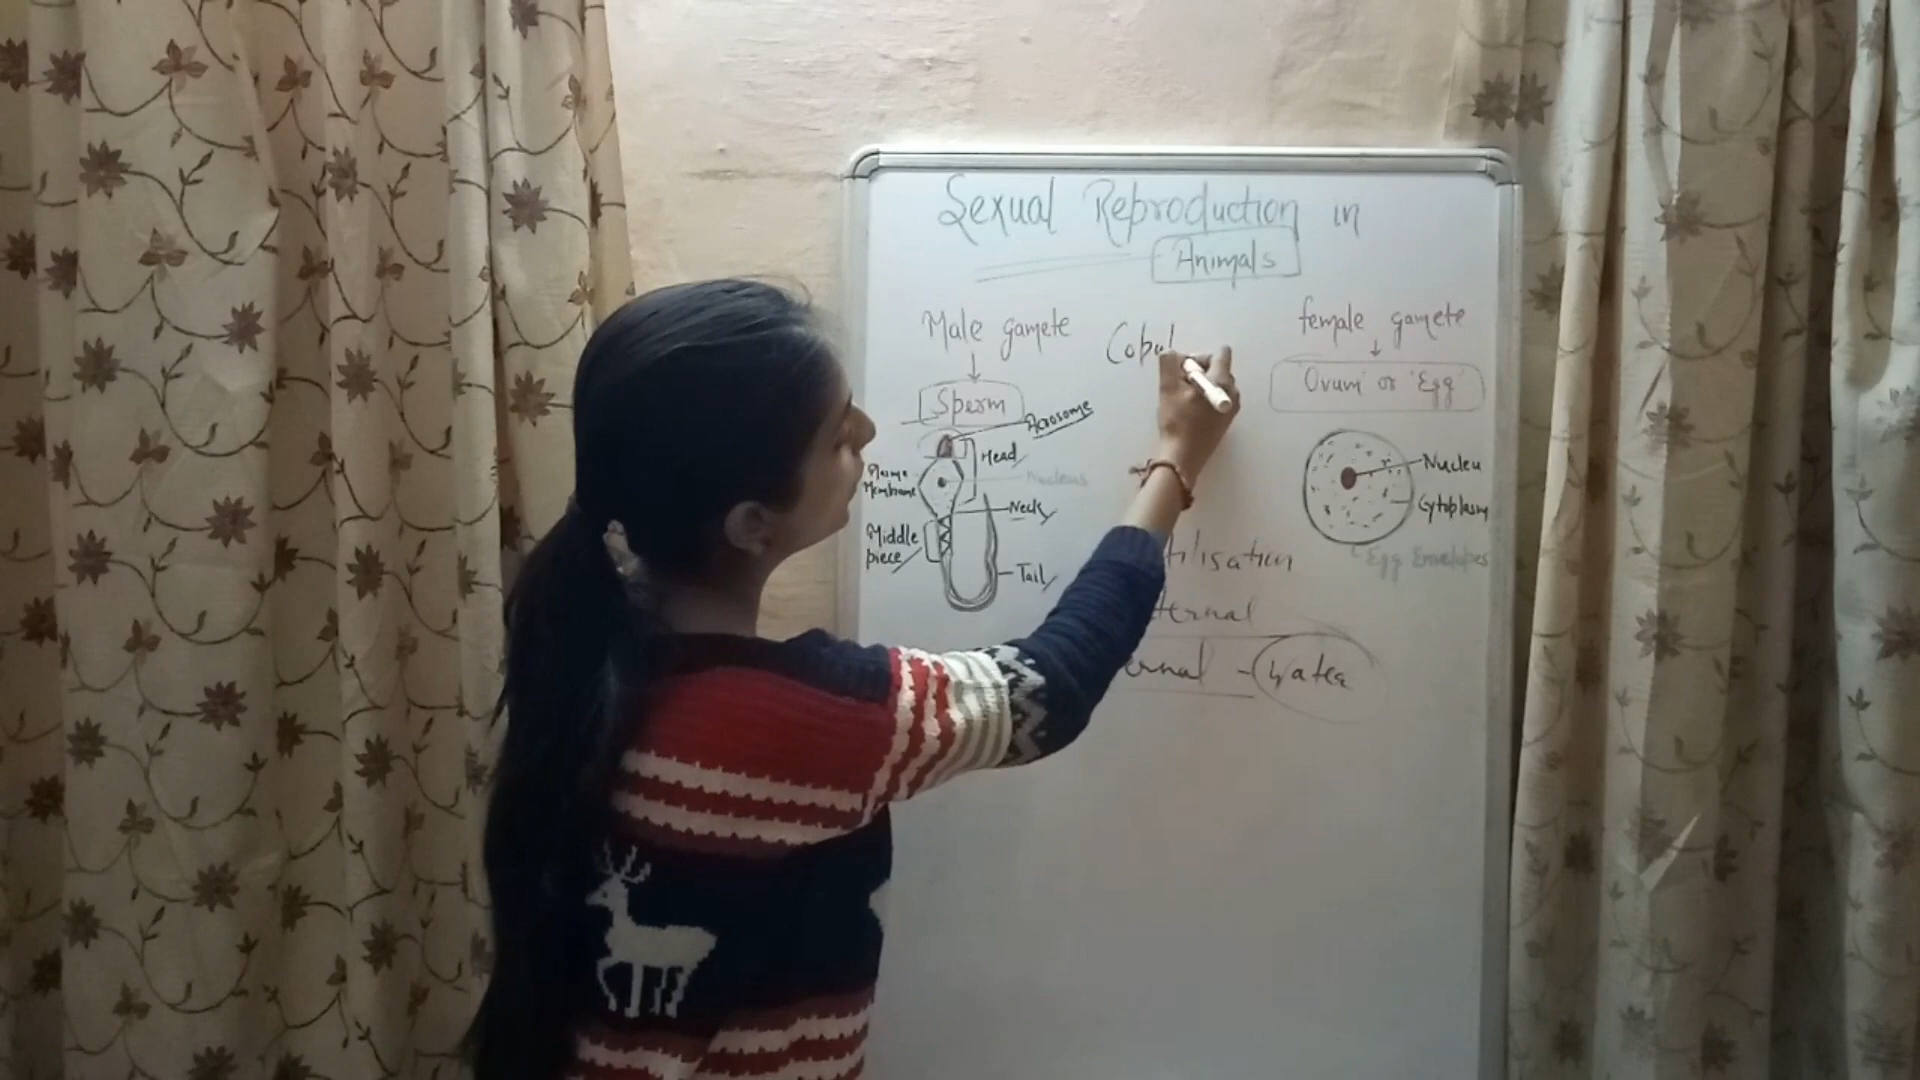 Sexual Reproduction in
Animals
Male gamete
Sperm
Acrosome
Head
Plasma
Membrane
Nucleus
Neck
Middle
piece
Tail
Copul
female gamete
'Ovum' or 'Egg'
Nucleu
Cytoplasm
Egg Envelopes
tilisation
ternal
ernal - Water